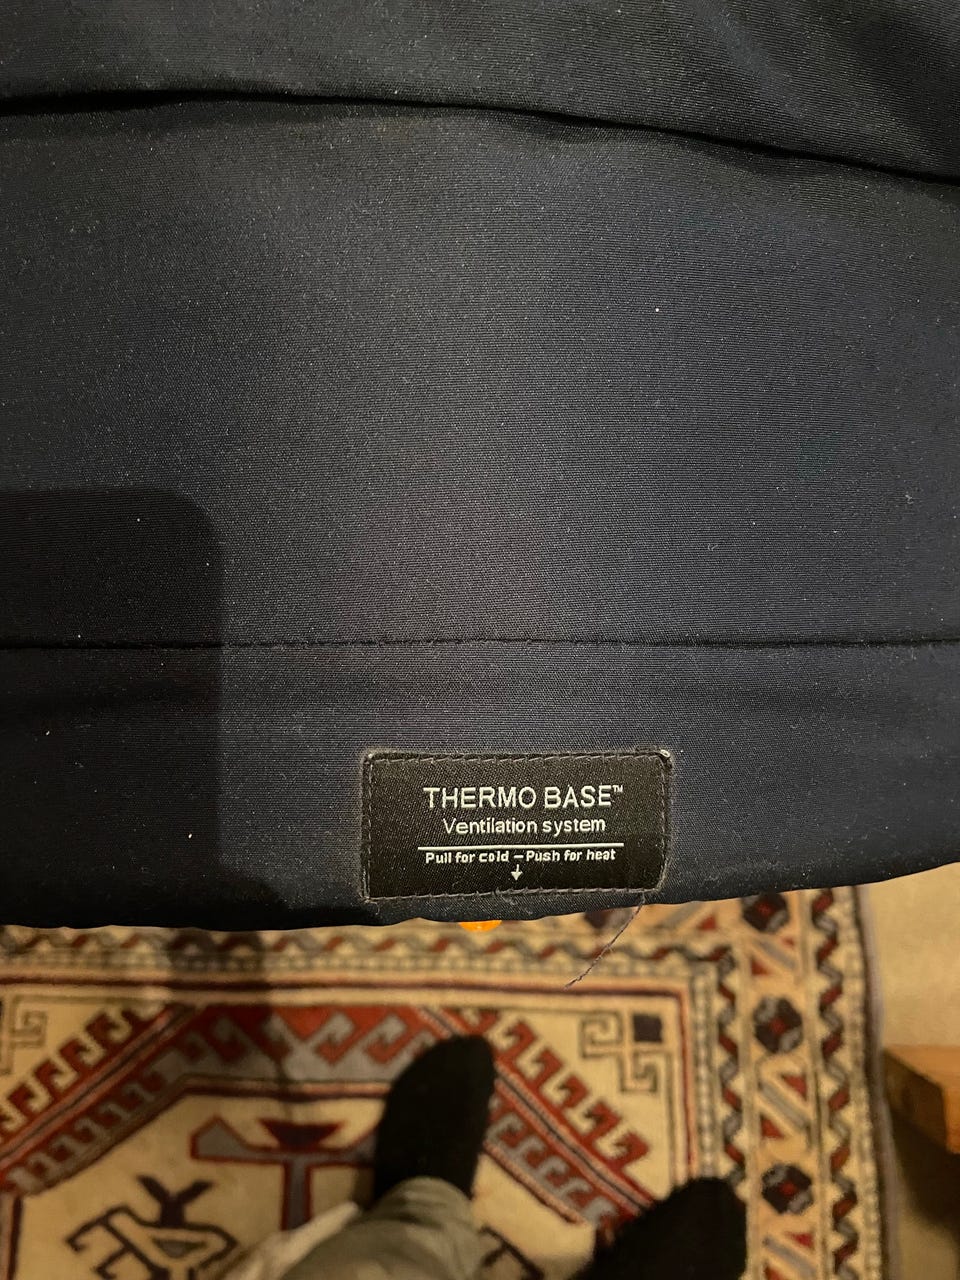 THERMO BASE™
Ventilation system
Pull for cold – Push for heat